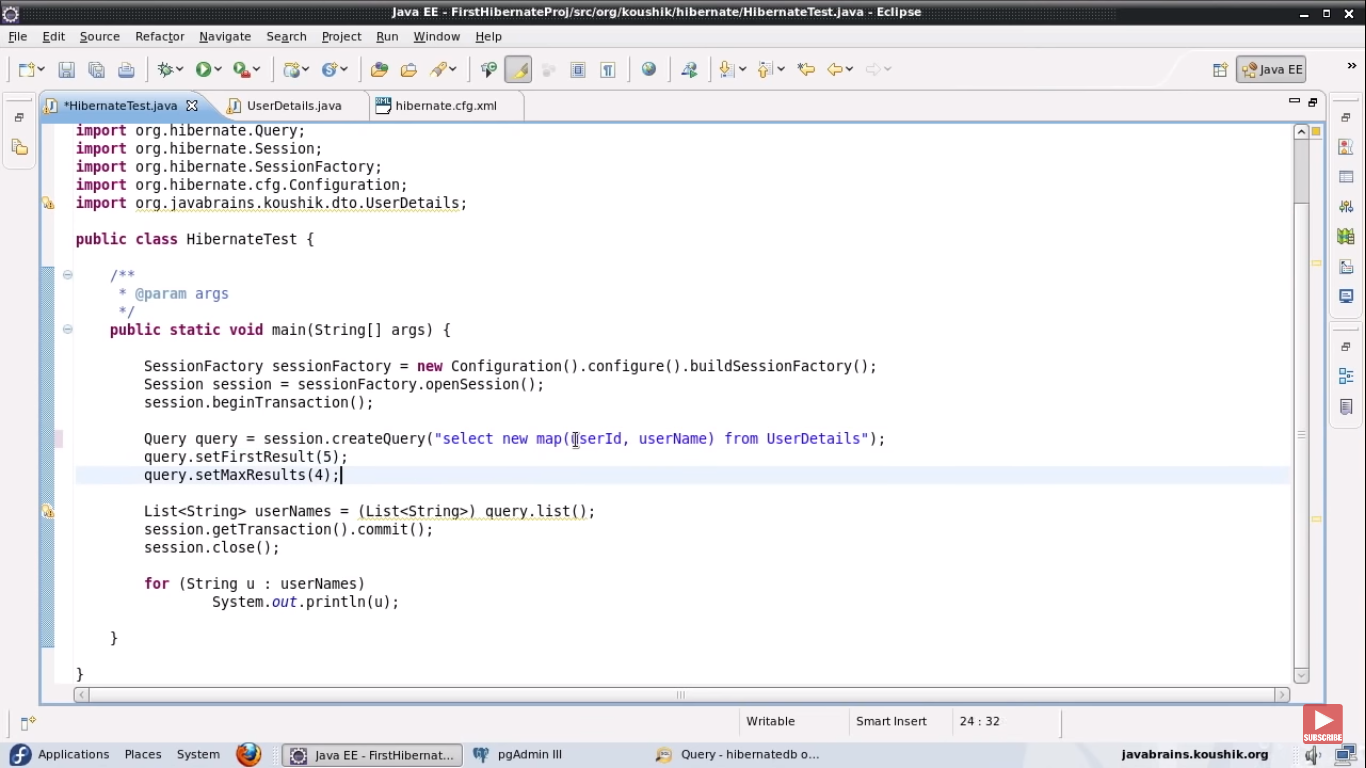 Java EE - FirstHibernateProj/src/org/koushik/hibernate/HibernateTest.java - Eclipse
File Edit Source Refactor Navigate Search Project Run Window Help
Java EE
*HibernateTest.java UserDetails.java hibernate.cfg.xml
import org.hibernate.Query;
import org.hibernate.Session;
import org.hibernate.SessionFactory;
import org.hibernate.cfg.Configuration;
import org.javabrains.koushik.dto.UserDetails;
public class HibernateTest {
/**
* @param args
*/
public static void main(String[] args) {
SessionFactory sessionFactory = new Configuration().configure().buildSessionFactory();
Session session = sessionFactory.openSession();
session.beginTransaction();
Query query = session.createQuery("select new map(userId, userName) from UserDetails");
query.setFirstResult(5);
query.setMaxResults(4);
List<String> userNames = (List<String>) query.list();
session.getTransaction().commit();
session.close();
for (String u : userNames)
System.out.println(u);
}
}
Writable Smart Insert 24 : 32
SUBSCRIBE
Applications Places System Java EE - FirstHibernat... pgAdmin III Query - hibernatedb o... javabrains.koushik.org